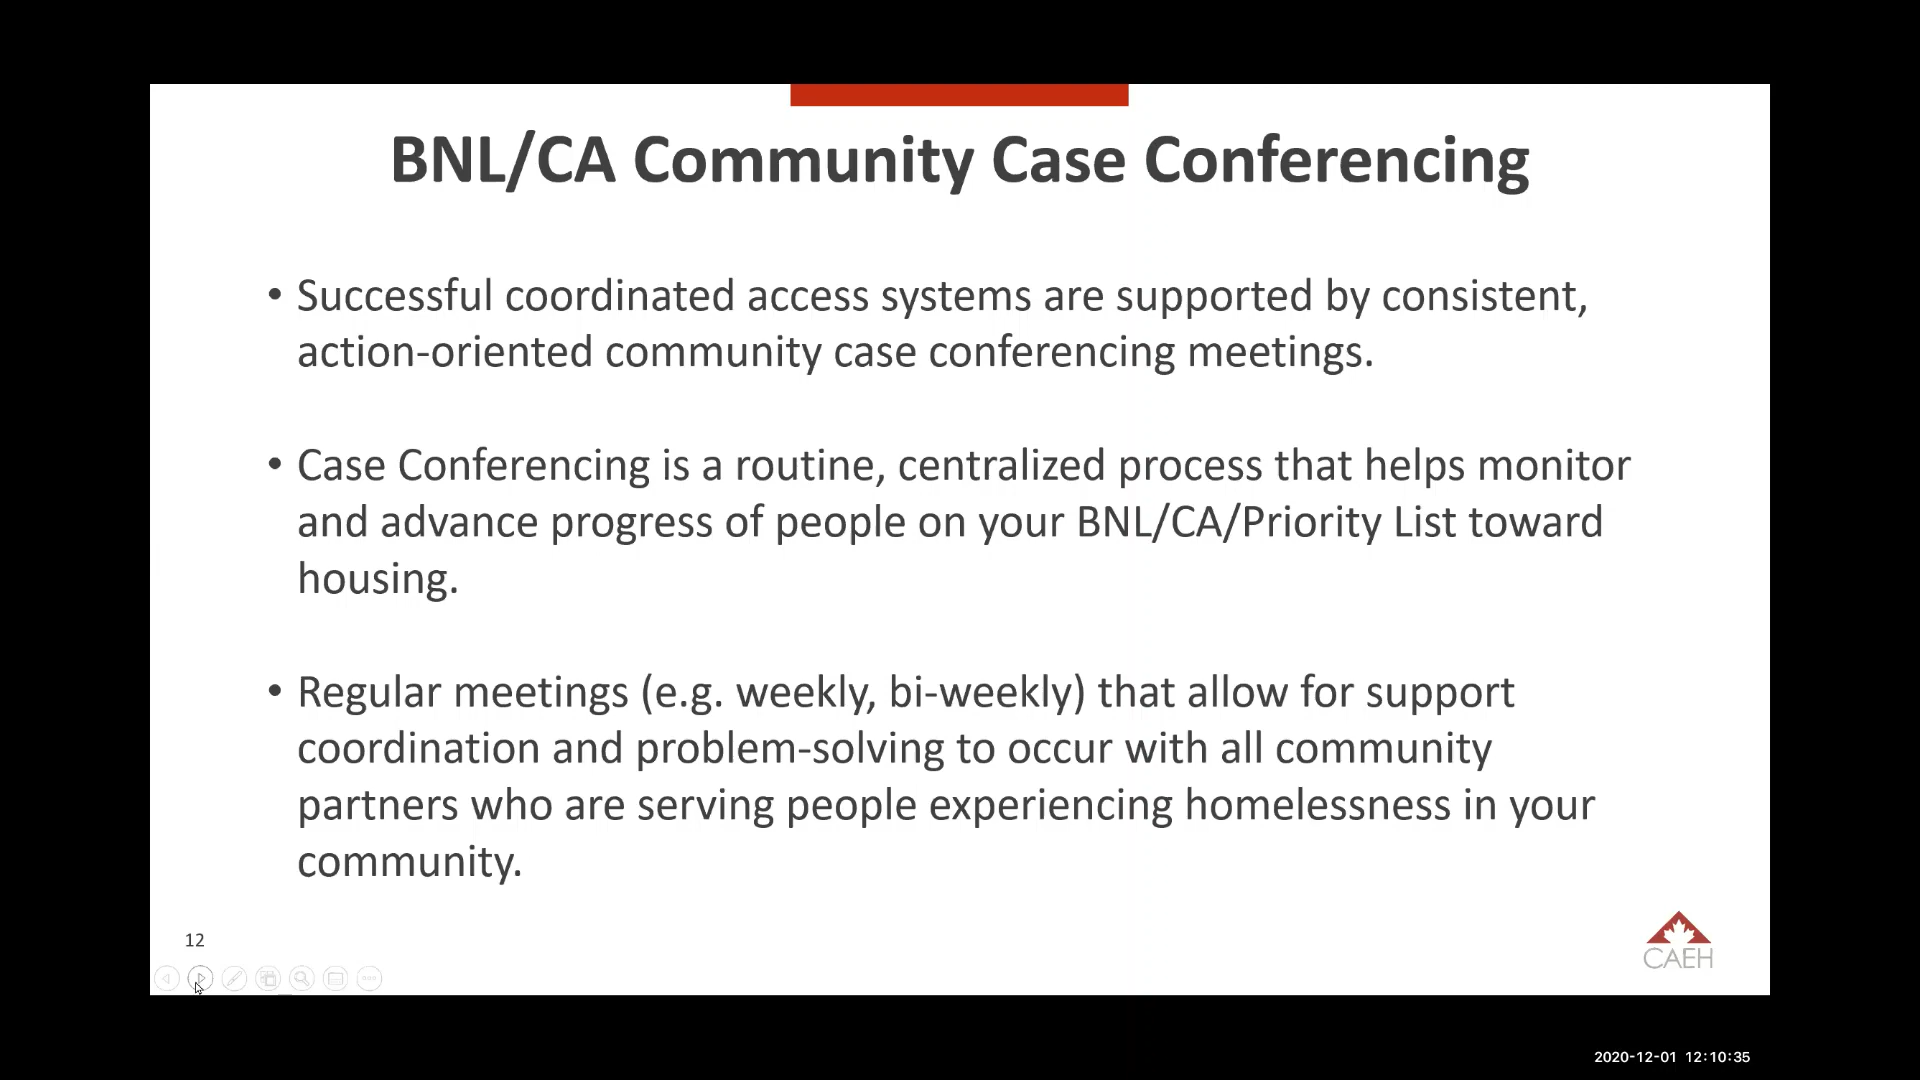 BNL/CA Community Case Conferencing
• Successful coordinated access systems are supported by consistent,
action-oriented community case conferencing meetings.
• Case Conferencing is a routine, centralized process that helps monitor
and advance progress of people on your BNL/CA/Priority List toward
housing.
• Regular meetings (e.g. weekly, bi-weekly) that allow for support
coordination and problem-solving to occur with all community
partners who are serving people experiencing homelessness in your
community.
12
CAEH
2020-12-01 12:10:35